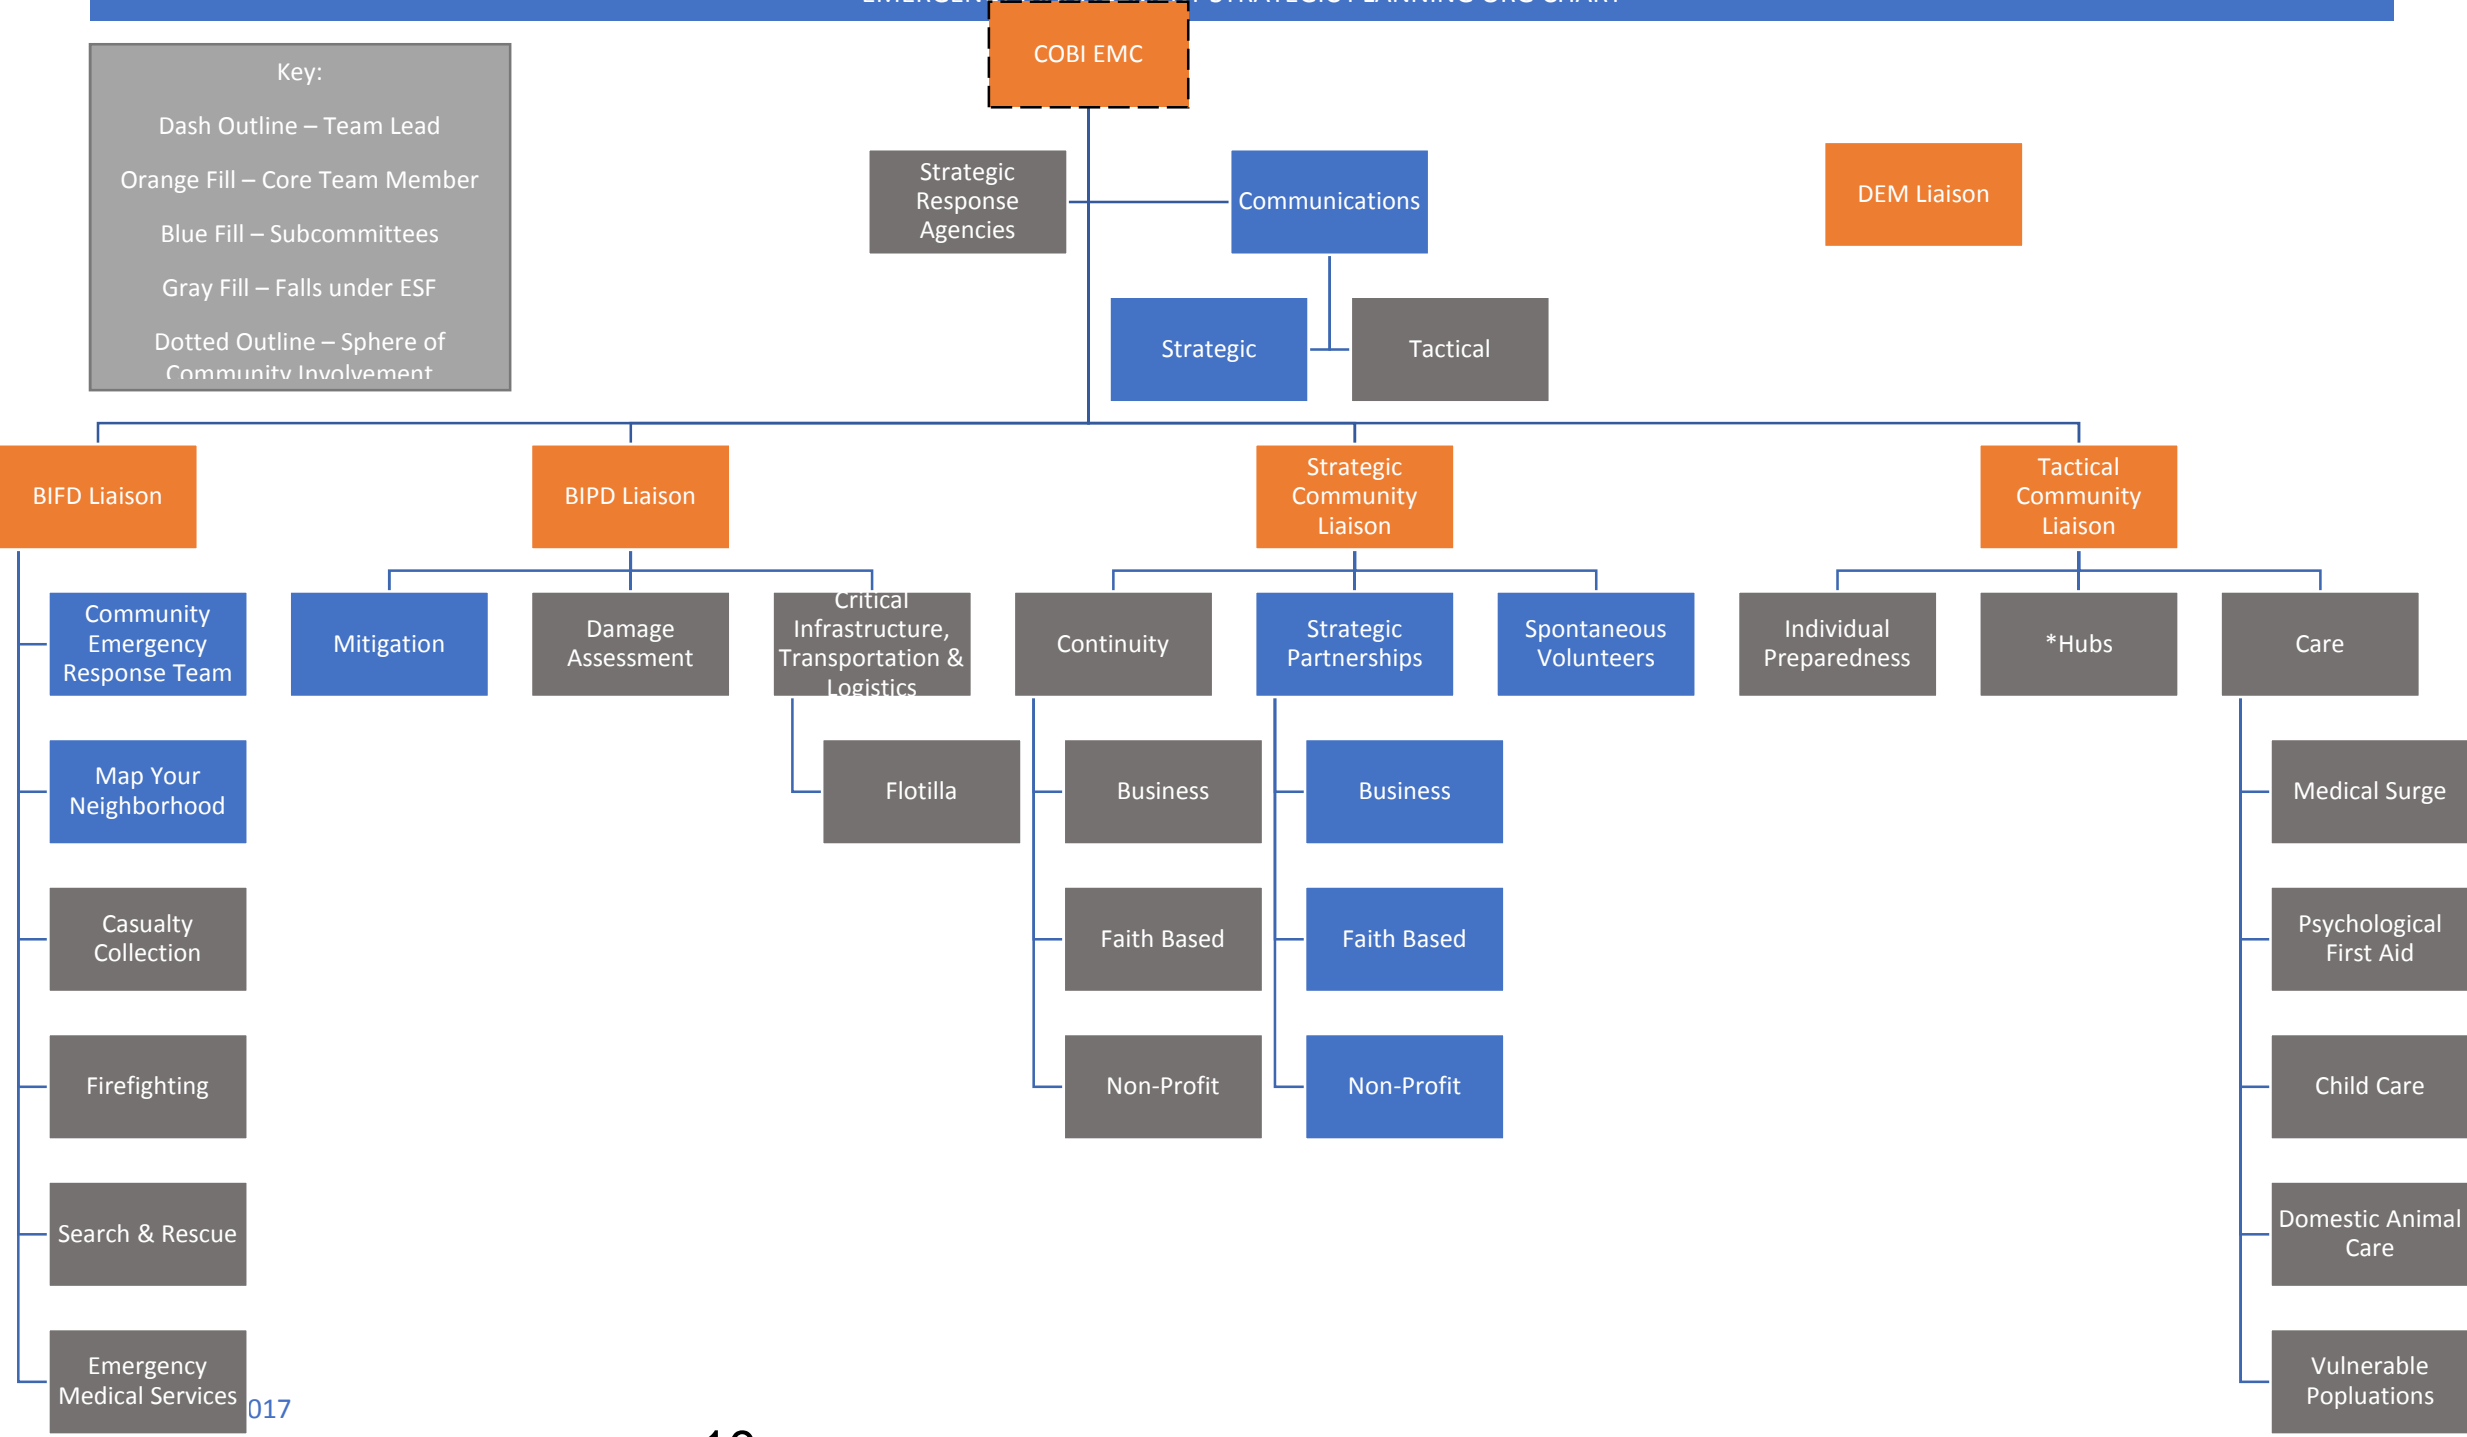 STRATEGIC PLANNING ORG CHART
COBI EMC
Key:
Dash Outline – Team Lead
Orange Fill – Core Team Member
Blue Fill – Subcommittees
Gray Fill – Falls under ESF
Dotted Outline – Sphere of
Community Involvement
Strategic
Response
Agencies
Communications
DEM Liaison
Strategic
Tactical
BIFD Liaison
BIPD Liaison
Strategic
Community
Liaison
Tactical
Community
Liaison
Community
Emergency
Response Team
Mitigation
Damage
Assessment
Critical
Infrastructure,
Transportation &
Logistics
Continuity
Strategic
Partnerships
Spontaneous
Volunteers
Individual
Preparedness
*Hubs
Care
Map Your
Neighborhood
Flotilla
Business
Business
Medical Surge
Casualty
Collection
Faith Based
Faith Based
Psychological
First Aid
Firefighting
Non-Profit
Non-Profit
Child Care
Search & Rescue
Domestic Animal
Care
Emergency
Medical Services
Vulnerable
Popluations
017